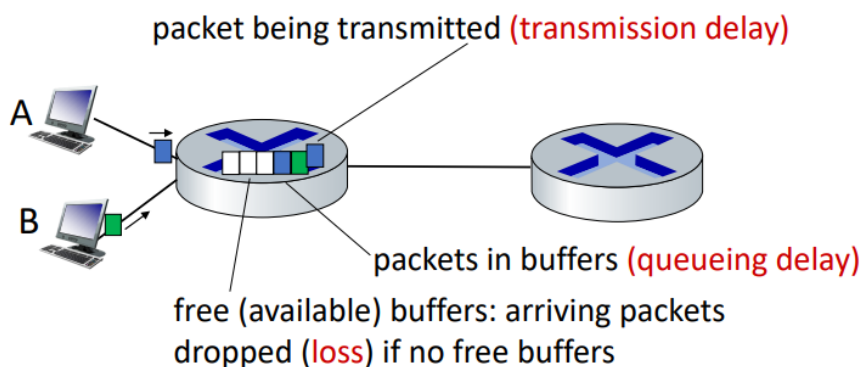 packet being transmitted (transmission delay)
A
B
packets in buffers (queueing delay)
free (available) buffers: arriving packets
dropped (loss) if no free buffers